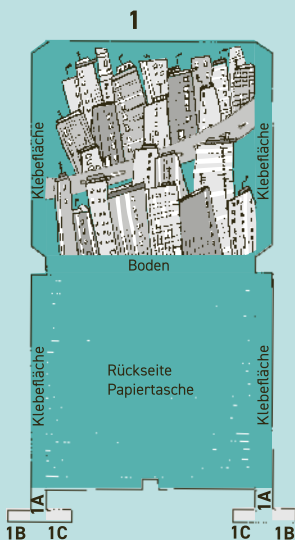 1
Klebefläche
Klebefläche
Boden
Klebefläche
Rückseite
Papiertasche
Klebefläche
1A
1A
1B
1C
1C
1B